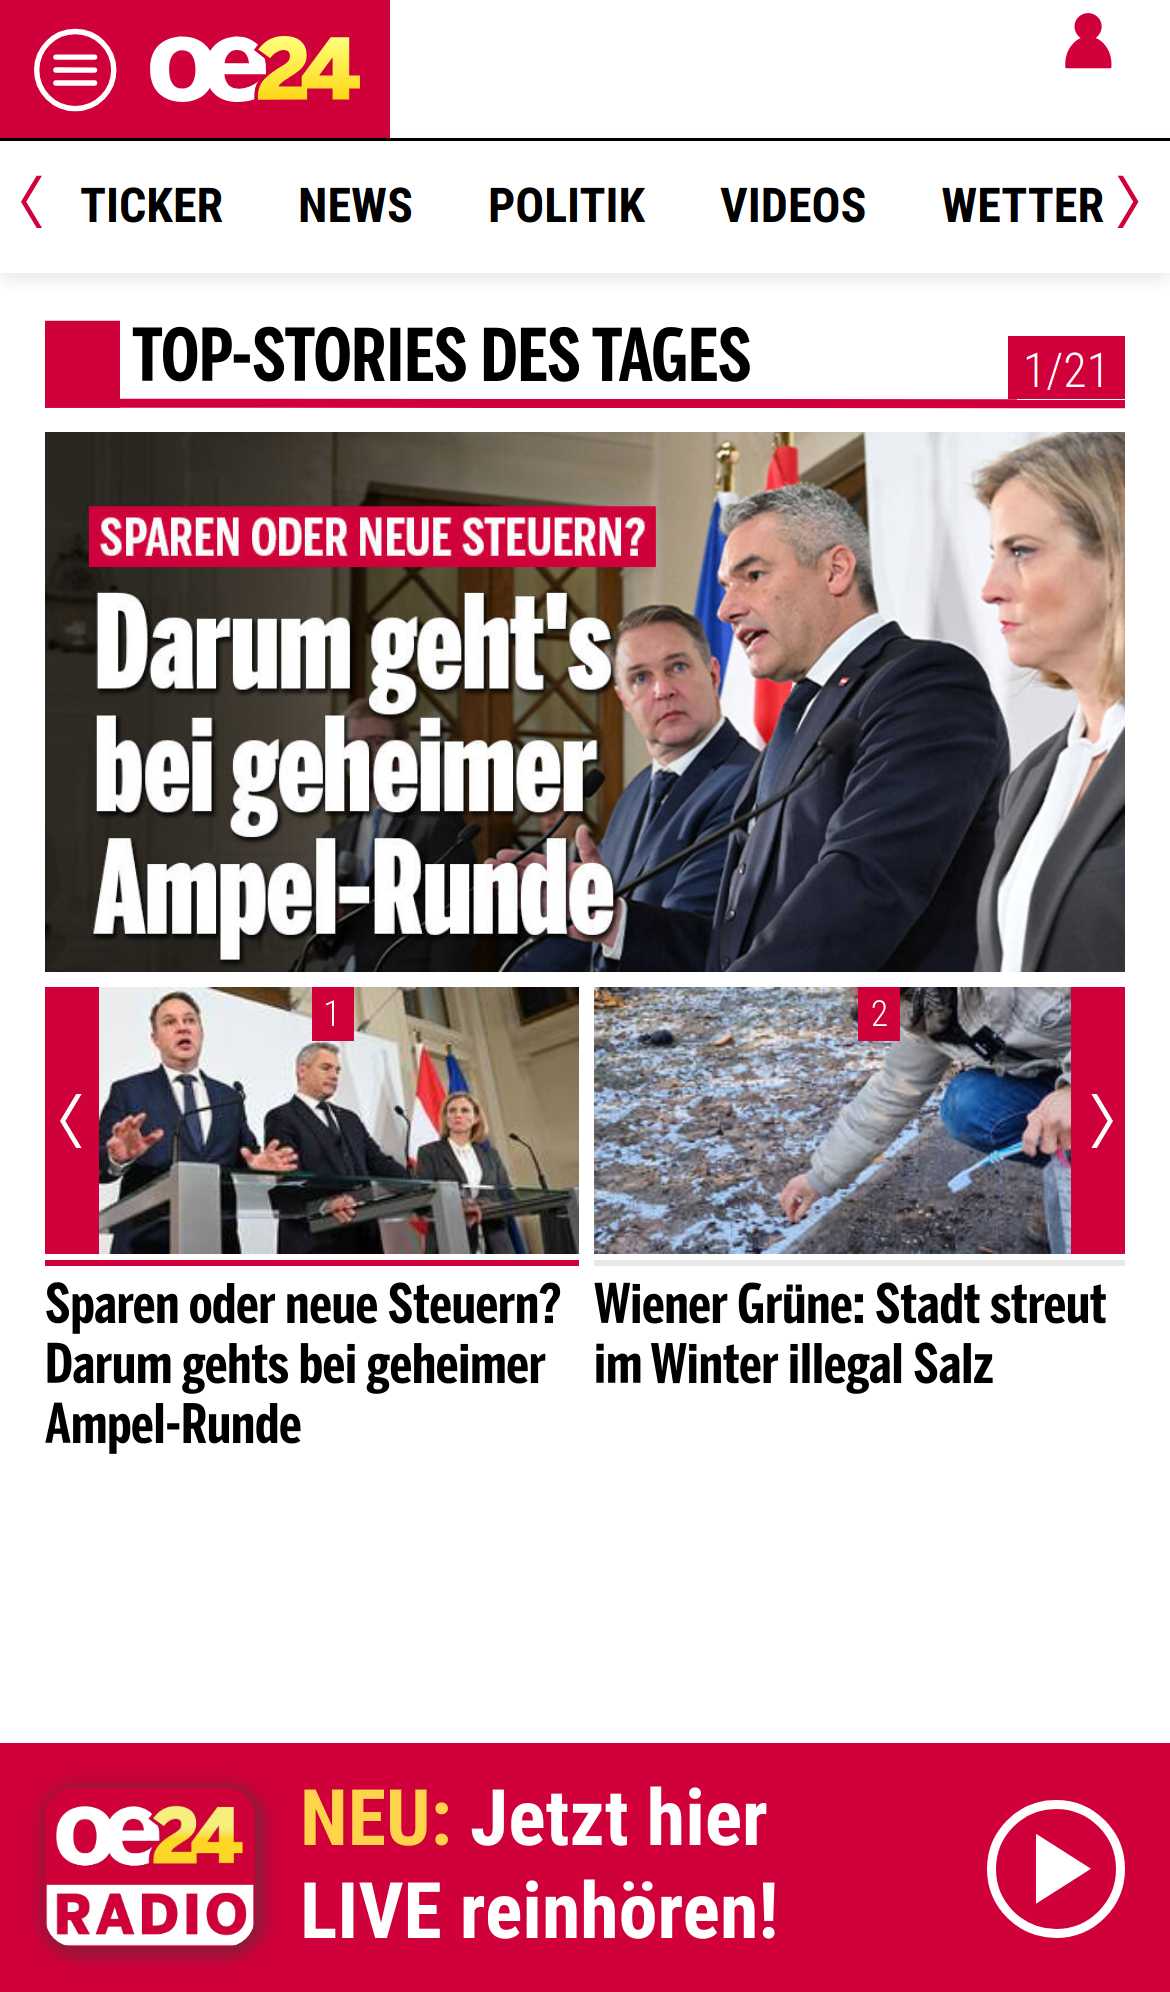 oe24
TICKER NEWS POLITIK VIDEOS WETTER
TOP-STORIES DES TAGES
1/21
SPAREN ODER NEUE STEUERN?
Darum geht's
bei geheimer
Ampel-Runde
1
2
Sparen oder neue Steuern?
Darum gehts bei geheimer
Ampel-Runde
Wiener Grüne: Stadt streut
im Winter illegal Salz
oe24
RADIO
NEU: Jetzt hier
LIVE reinhören!